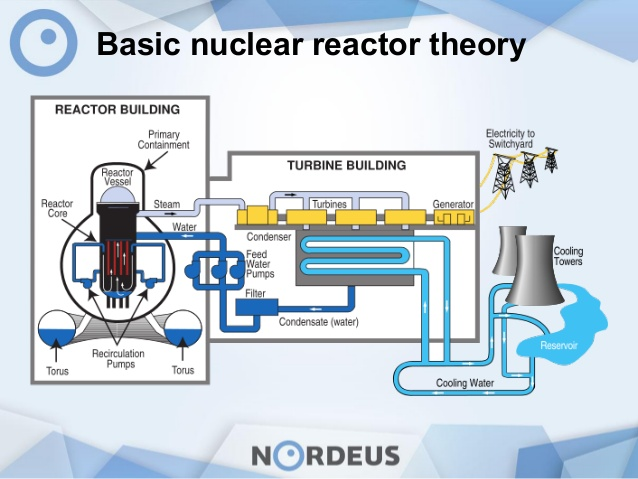 Basic nuclear reactor theory
REACTOR BUILDING
Primary
Containment
Reactor
Vessel
Reactor
Core
Steam
Water
Recirculation
Pumps
Torus
Torus
TURBINE BUILDING
Turbines
Generator
Condenser
Feed
Water
Pumps
Filter
Condensate (water)
Electricity to
Switchyard
Cooling
Towers
Reservoir
Cooling Water
NORDEUS